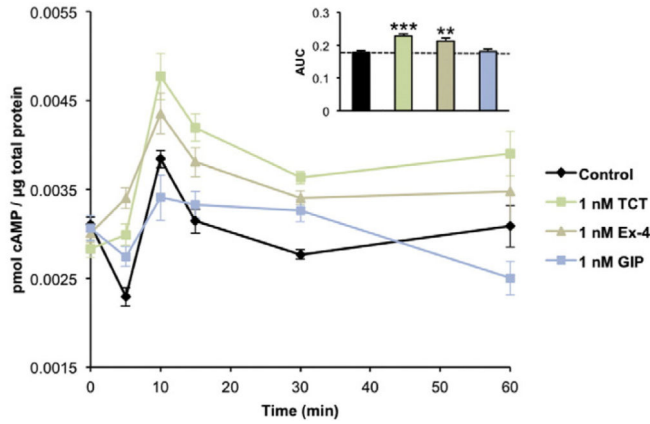 0.0055
0.0045
0.0035
0.0025
0.0015
pmol cAMP / µg total protein
0 10 20 30 40 50 60
Time (min)
0.3
0.2
0.1
0
AUC
*** **
Control
1 nM TCT
1 nM Ex-4
1 nM GIP